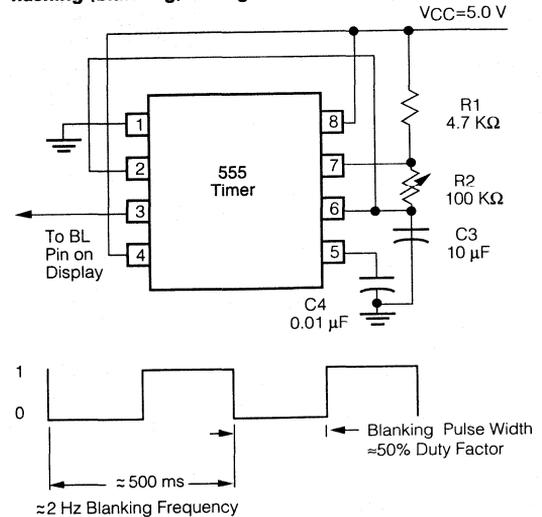 VCC=5.0 V
R1
4.7 KΩ
1
8
2
7
555
Timer
R2
100 KΩ
3
6
To BL
Pin on
Display
4
5
C3
10 µF
C4
0.01 µF
1
0
Blanking Pulse Width
≈50% Duty Factor
≈ 500 ms
≈2 Hz Blanking Frequency